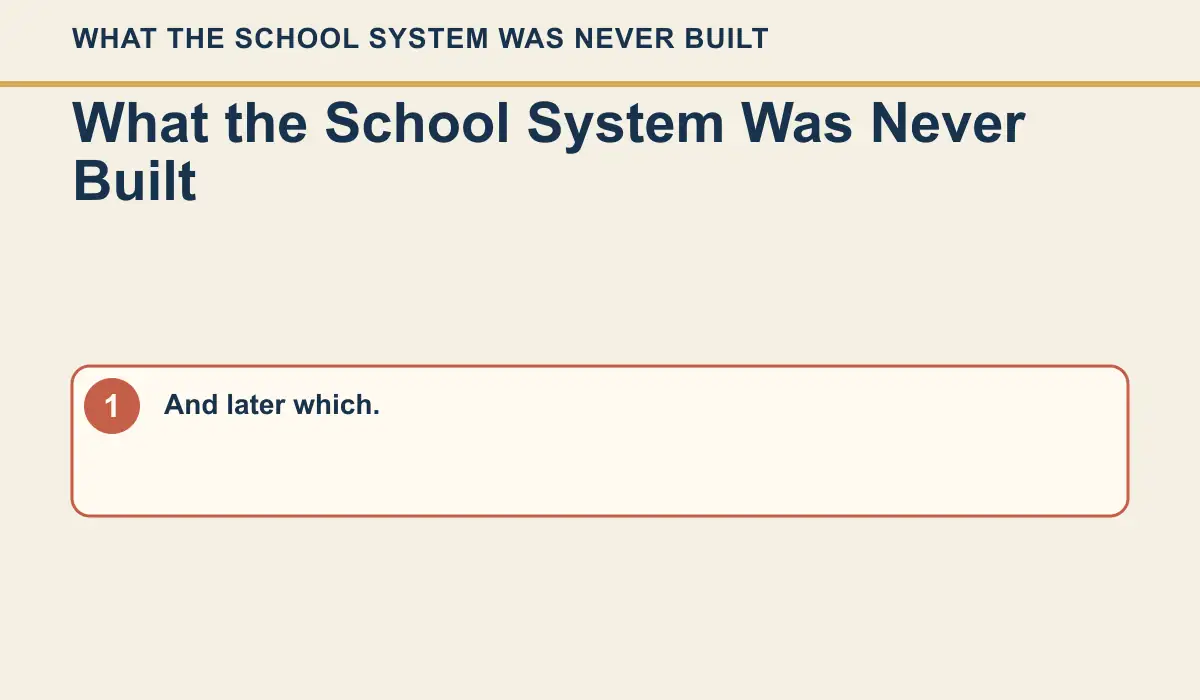 WHAT THE SCHOOL SYSTEM WAS NEVER BUILT
What the School System Was Never
Built
1 And later which.